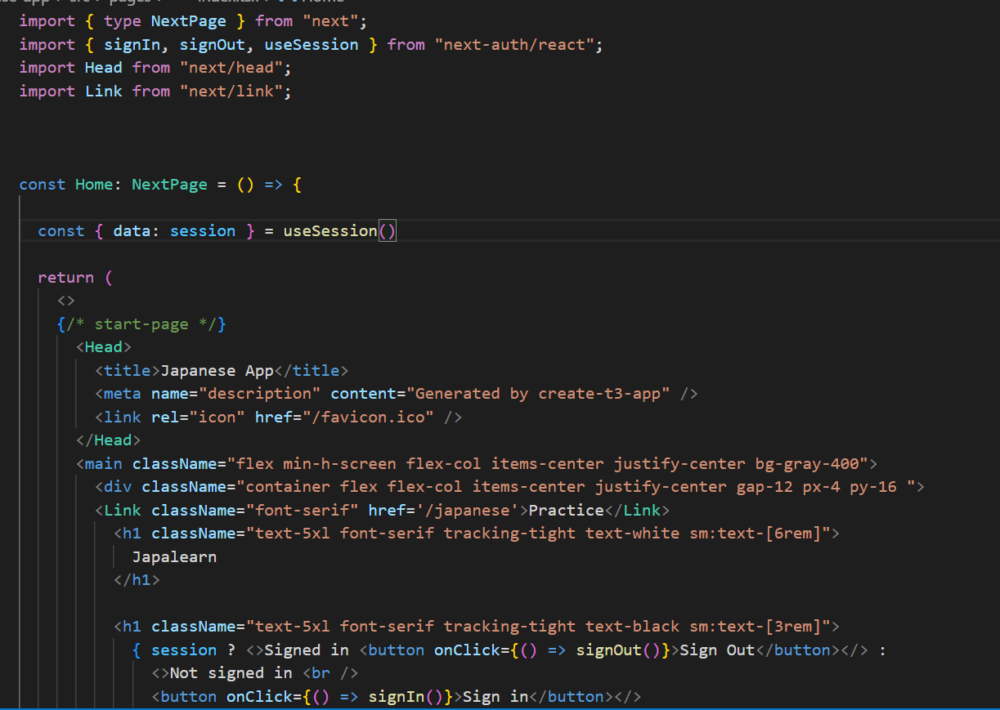 src > pages > index.tsx > Home
import { type NextPage } from "next";
import { signIn, signOut, useSession } from "next-auth/react";
import Head from "next/head";
import Link from "next/link";
const Home: NextPage = () => {
const { data: session } = useSession()
return (
<>
{/* start-page */}
<Head>
<title>Japanese App</title>
<meta name="description" content="Generated by create-t3-app" />
<link rel="icon" href="/favicon.ico" />
</Head>
<main className="flex min-h-screen flex-col items-center justify-center bg-gray-400">
<div className="container flex flex-col items-center justify-center gap-12 px-4 py-16 ">
<Link className="font-serif" href='/japanese'>Practice</Link>
<h1 className="text-5xl font-serif tracking-tight text-white sm:text-[6rem]">
Japalearn
</h1>
<h1 className="text-5xl font-serif tracking-tight text-black sm:text-[3rem]">
{ session ? <>Signed in <button onClick={() => signOut()}>Sign Out</button></> :
<>Not signed in <br />
<button onClick={() => signIn()}>Sign in</button></>